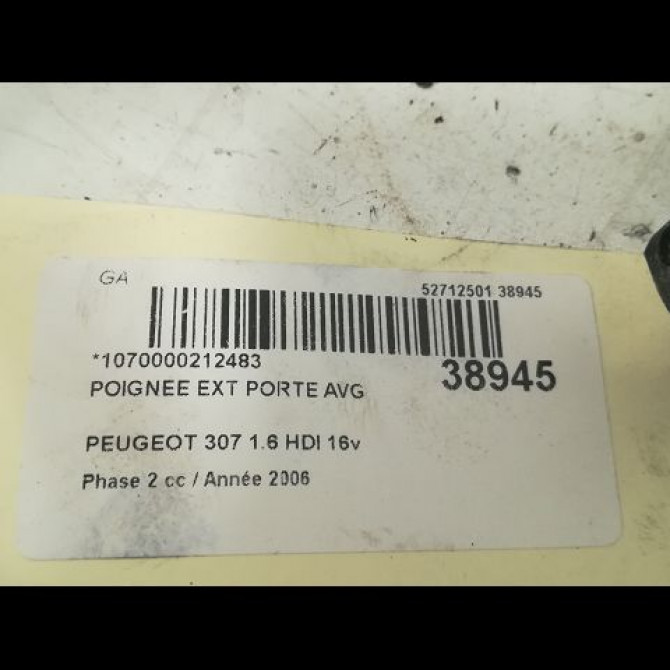 GA
52712501 38945
*1070000212483
38945
POIGNEE EXT PORTE AVG
PEUGEOT 307 1.6 HDI 16v
Phase 2 cc / Année 2006